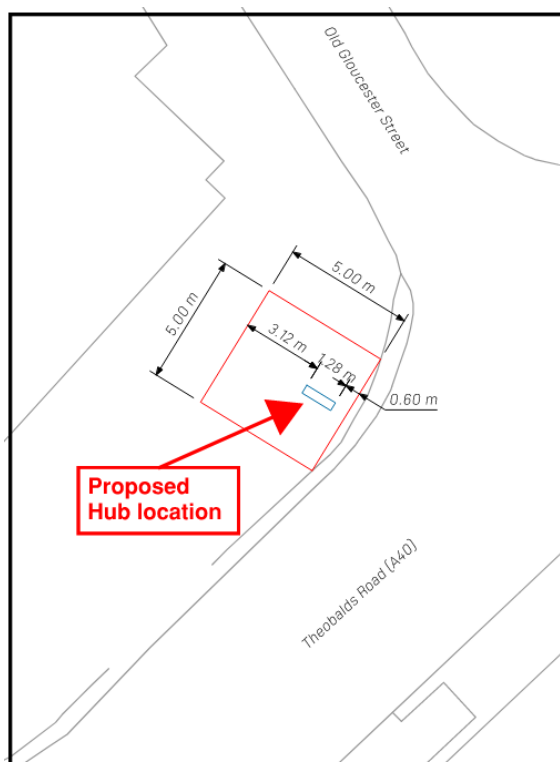 Old Gloucester Street
5.00 m
5.00 m
3.12 m
1.28 m
0.60 m
Proposed
Hub location
Theobalds Road (A40)